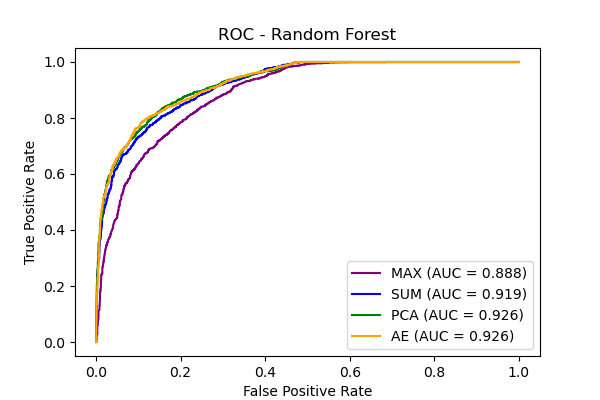 ROC - Random Forest
True Positive Rate
1.0
0.8
0.6
0.4
0.2
0.0
MAX (AUC = 0.888)
SUM (AUC = 0.919)
PCA (AUC = 0.926)
AE (AUC = 0.926)
0.0 0.2 0.4 0.6 0.8 1.0
False Positive Rate